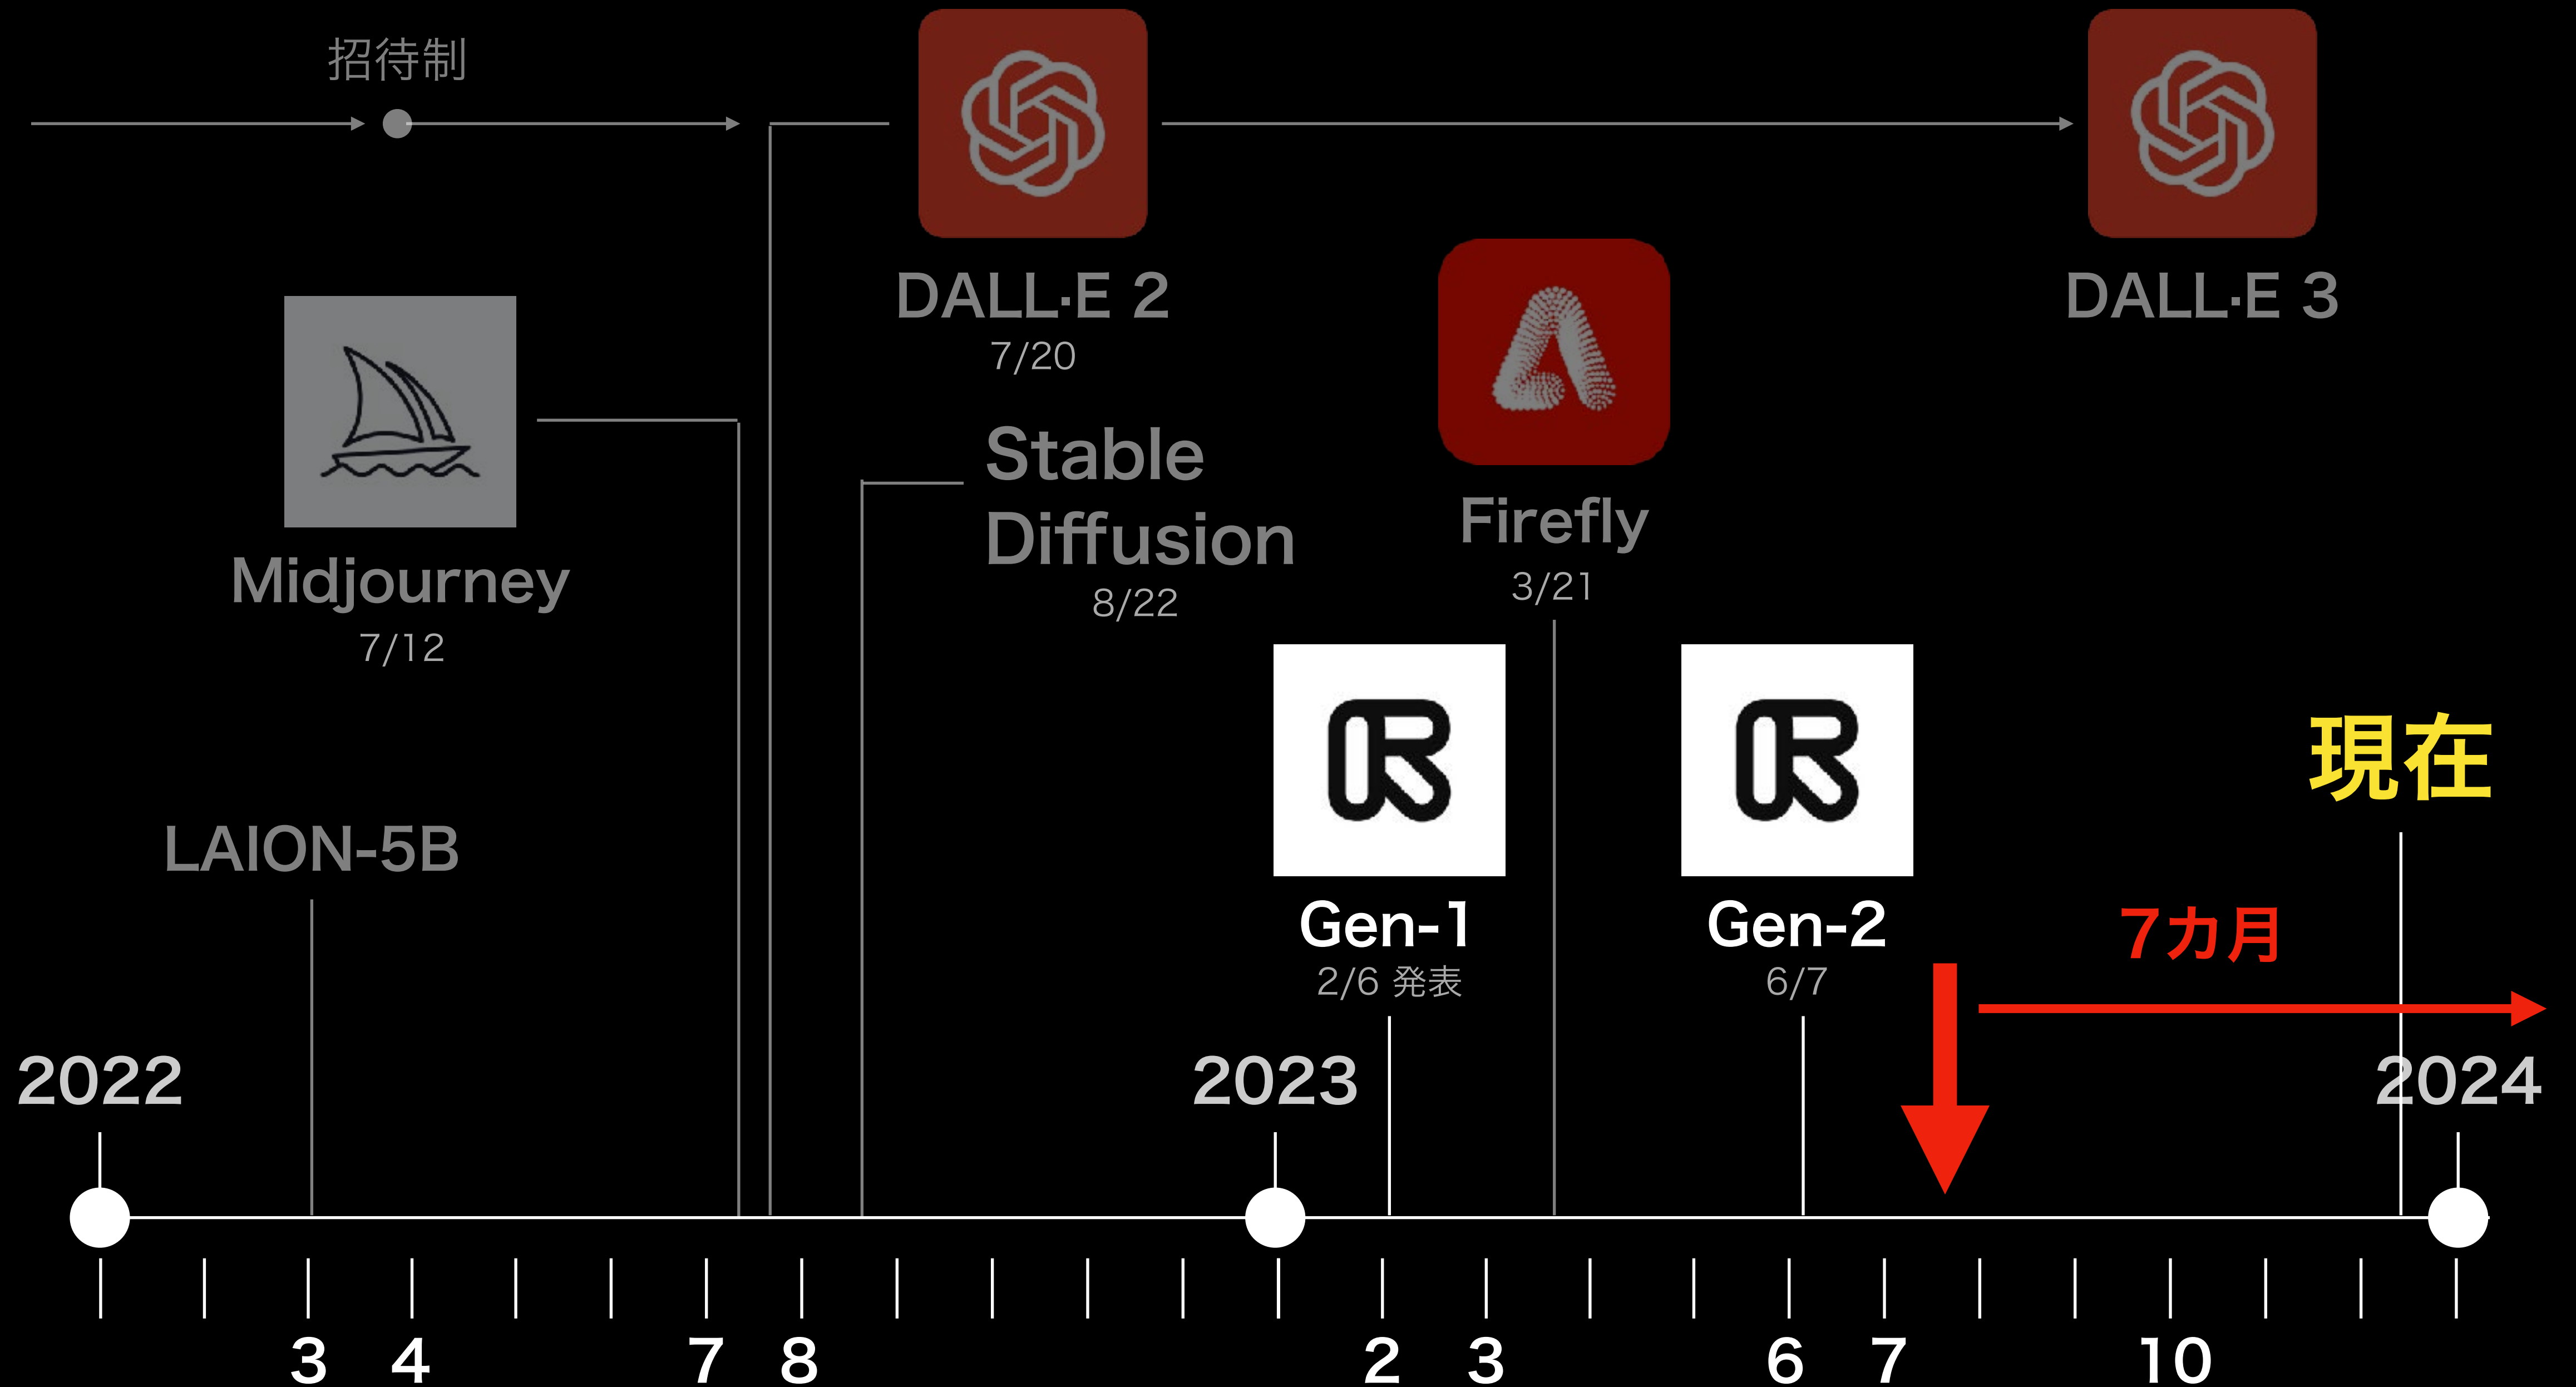 招待制
DALL·E 2
7/20
DALL·E 3
Midjourney
7/12
Stable
Diffusion
8/22
Firefly
3/21
LAION-5B
Gen-1
2/6 発表
Gen-2
6/7
現在
7カ月
2022
2023
2024
3
4
7
8
2
3
6
7
10